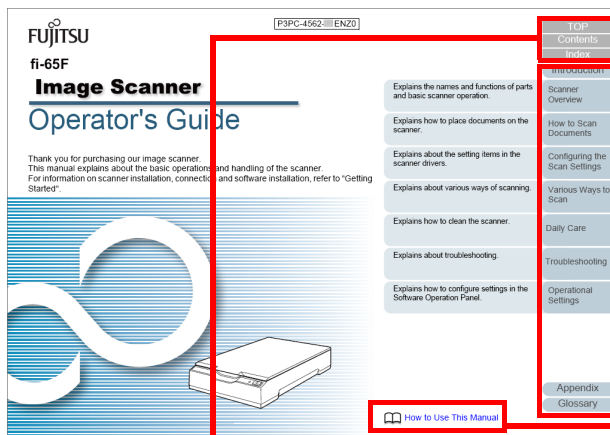 FUJITSU
P3PC-4562- ENZ0
fi-65F
Image Scanner
Operator's Guide
Thank you for purchasing our image scanner.
This manual explains about the basic operations and handling of the scanner.
For information on scanner installation, connection and software installation, refer to "Getting
Started".
TOP
Contents
Index
Introduction
Explains the names and functions of parts
and basic scanner operation.
Scanner
Overview
Explains how to place documents on the
scanner.
How to Scan
Documents
Explains about the setting items in the
scanner drivers.
Configuring the
Scan Settings
Explains about various ways of scanning.
Various Ways to
Scan
Explains how to clean the scanner.
Daily Care
Explains about troubleshooting.
Troubleshooting
Explains how to configure settings in the
Software Operation Panel.
Operational
Settings
Appendix
Glossary
How to Use This Manual